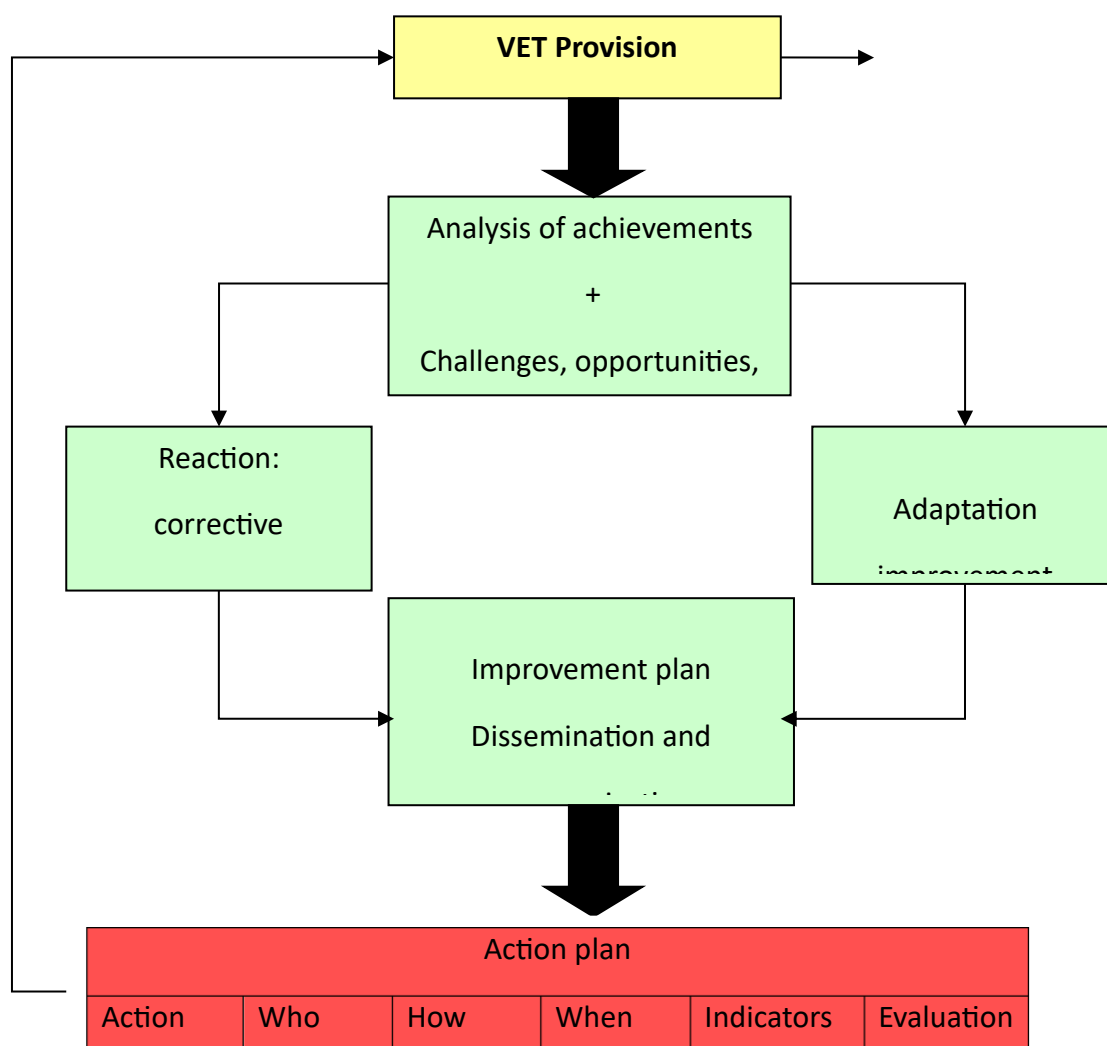 VET Provision
Analysis of achievements
+
Challenges, opportunities,
Reaction:
corrective
Adaptation
improvement
Improvement plan
Dissemination and
Action plan
Action Who How When Indicators Evaluation